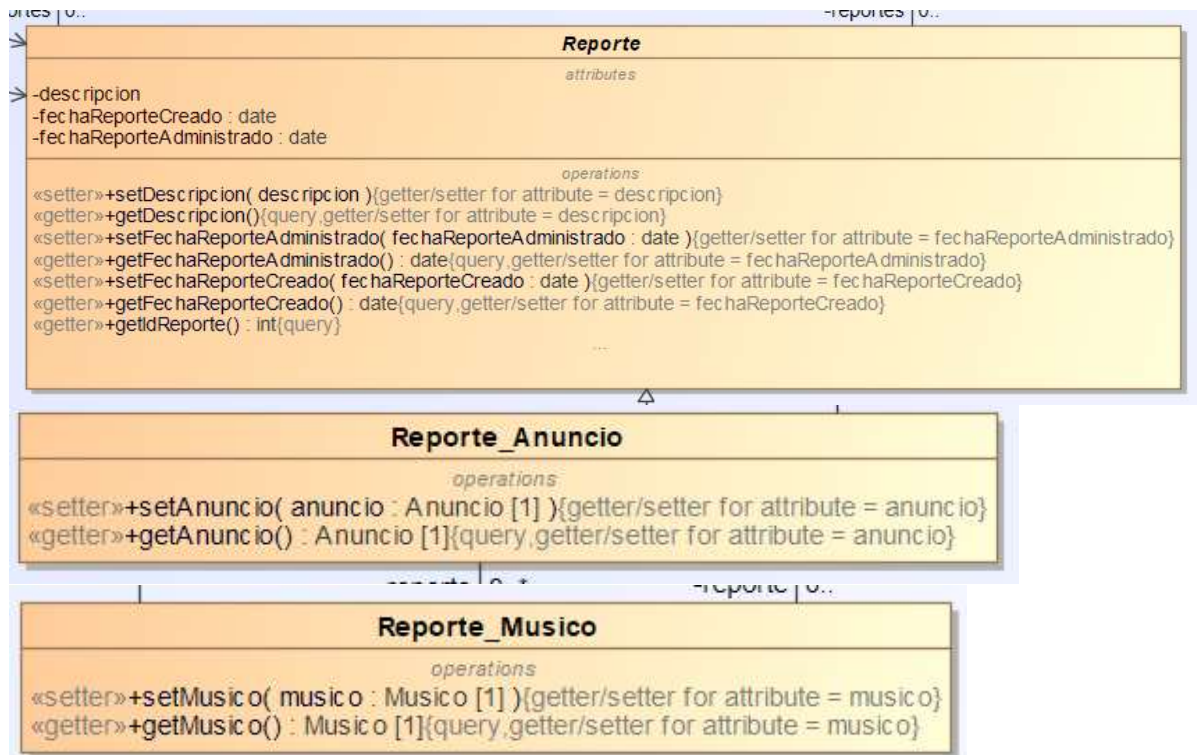 -reportes 0..
Reporte
attributes
-descripcion
-fechaReporteCreado : date
-fechaReporteAdministrado : date
operations
«setter»+setDescripcion( descripcion ){getter/setter for attribute = descripcion}
«getter»+getDescripcion(){query,getter/setter for attribute = descripcion}
«setter»+setFechaReporteAdministrado( fechaReporteAdministrado : date ){getter/setter for attribute = fechaReporteAdministrado}
«getter»+getFechaReporteAdministrado() : date{query,getter/setter for attribute = fechaReporteAdministrado}
«setter»+setFechaReporteCreado( fechaReporteCreado : date ){getter/setter for attribute = fechaReporteCreado}
«getter»+getFechaReporteCreado() : date{query,getter/setter for attribute = fechaReporteCreado}
«getter»+getIdReporte() : int{query}
...
Reporte_Anuncio
operations
«setter»+setAnuncio( anuncio : Anuncio [1] ){getter/setter for attribute = anuncio}
«getter»+getAnuncio() : Anuncio [1]{query,getter/setter for attribute = anuncio}
-reporte 0..
Reporte_Musico
operations
«setter»+setMusico( musico : Musico [1] ){getter/setter for attribute = musico}
«getter»+getMusico() : Musico [1]{query,getter/setter for attribute = musico}